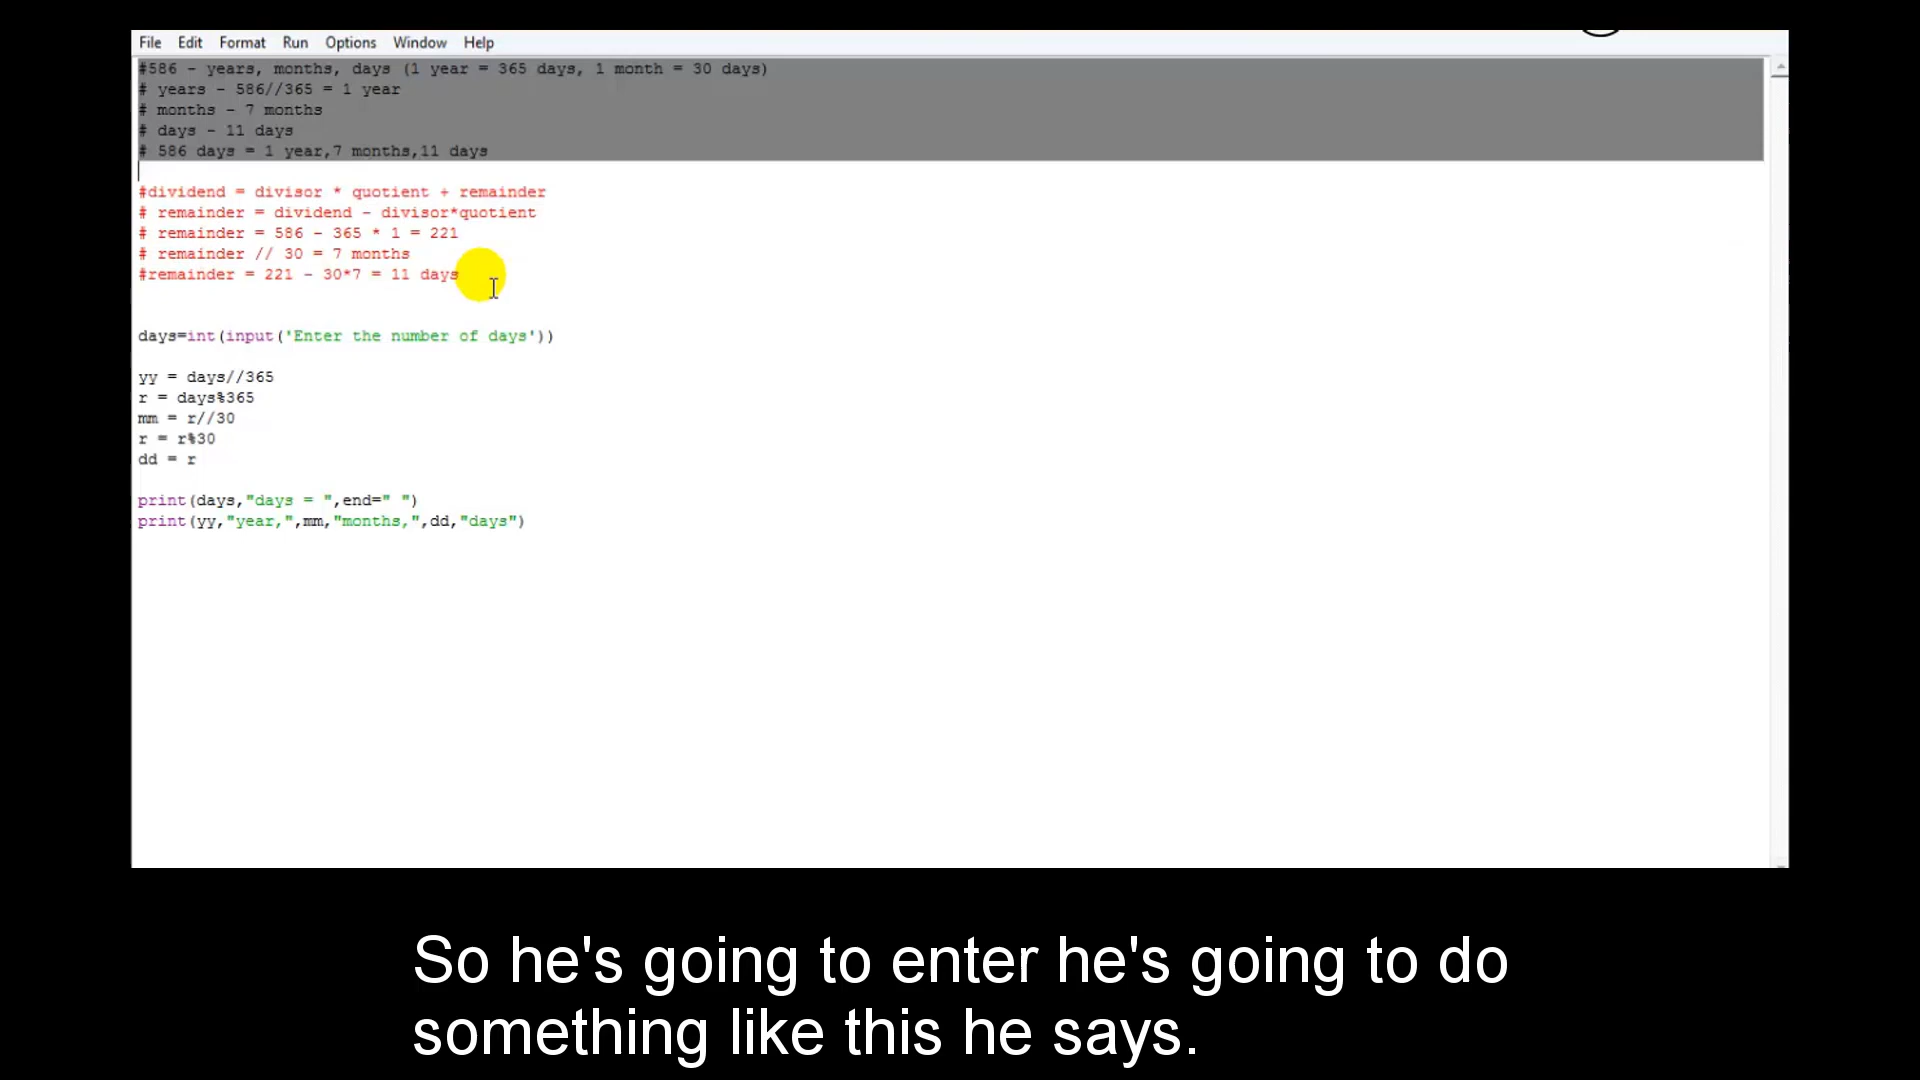 File Edit Format Run Options Window Help
#586 - years, months, days (1 year = 365 days, 1 month = 30 days)
# years - 586//365 = 1 year
# months - 7 months
# days - 11 days
# 586 days = 1 year,7 months,11 days
#dividend = divisor * quotient + remainder
# remainder = dividend - divisor*quotient
# remainder = 586 - 365 * 1 = 221
# remainder // 30 = 7 months
#remainder = 221 - 30*7 = 11 days
days=int(input('Enter the number of days'))
yy = days//365
r = days%365
mm = r//30
r = r%30
dd = r
print(days,"days = ",end=" ")
print(yy,"year,",mm,"months,",dd,"days")
So he's going to enter he's going to do
something like this he says.